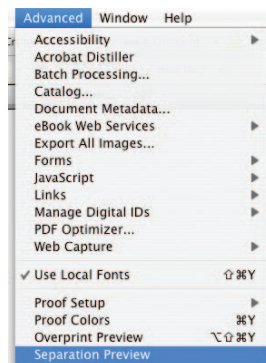 Advanced Window Help
Accessibility
Acrobat Distiller
Batch Processing...
Catalog...
Document Metadata...
eBook Web Services
Export All Images...
Forms
JavaScript
Links
Manage Digital IDs
PDF Optimizer...
Web Capture
✓ Use Local Fonts ⇧⌘Y
Proof Setup
Proof Colors ⌘Y
Overprint Preview ⌥⇧⌘Y
Separation Preview